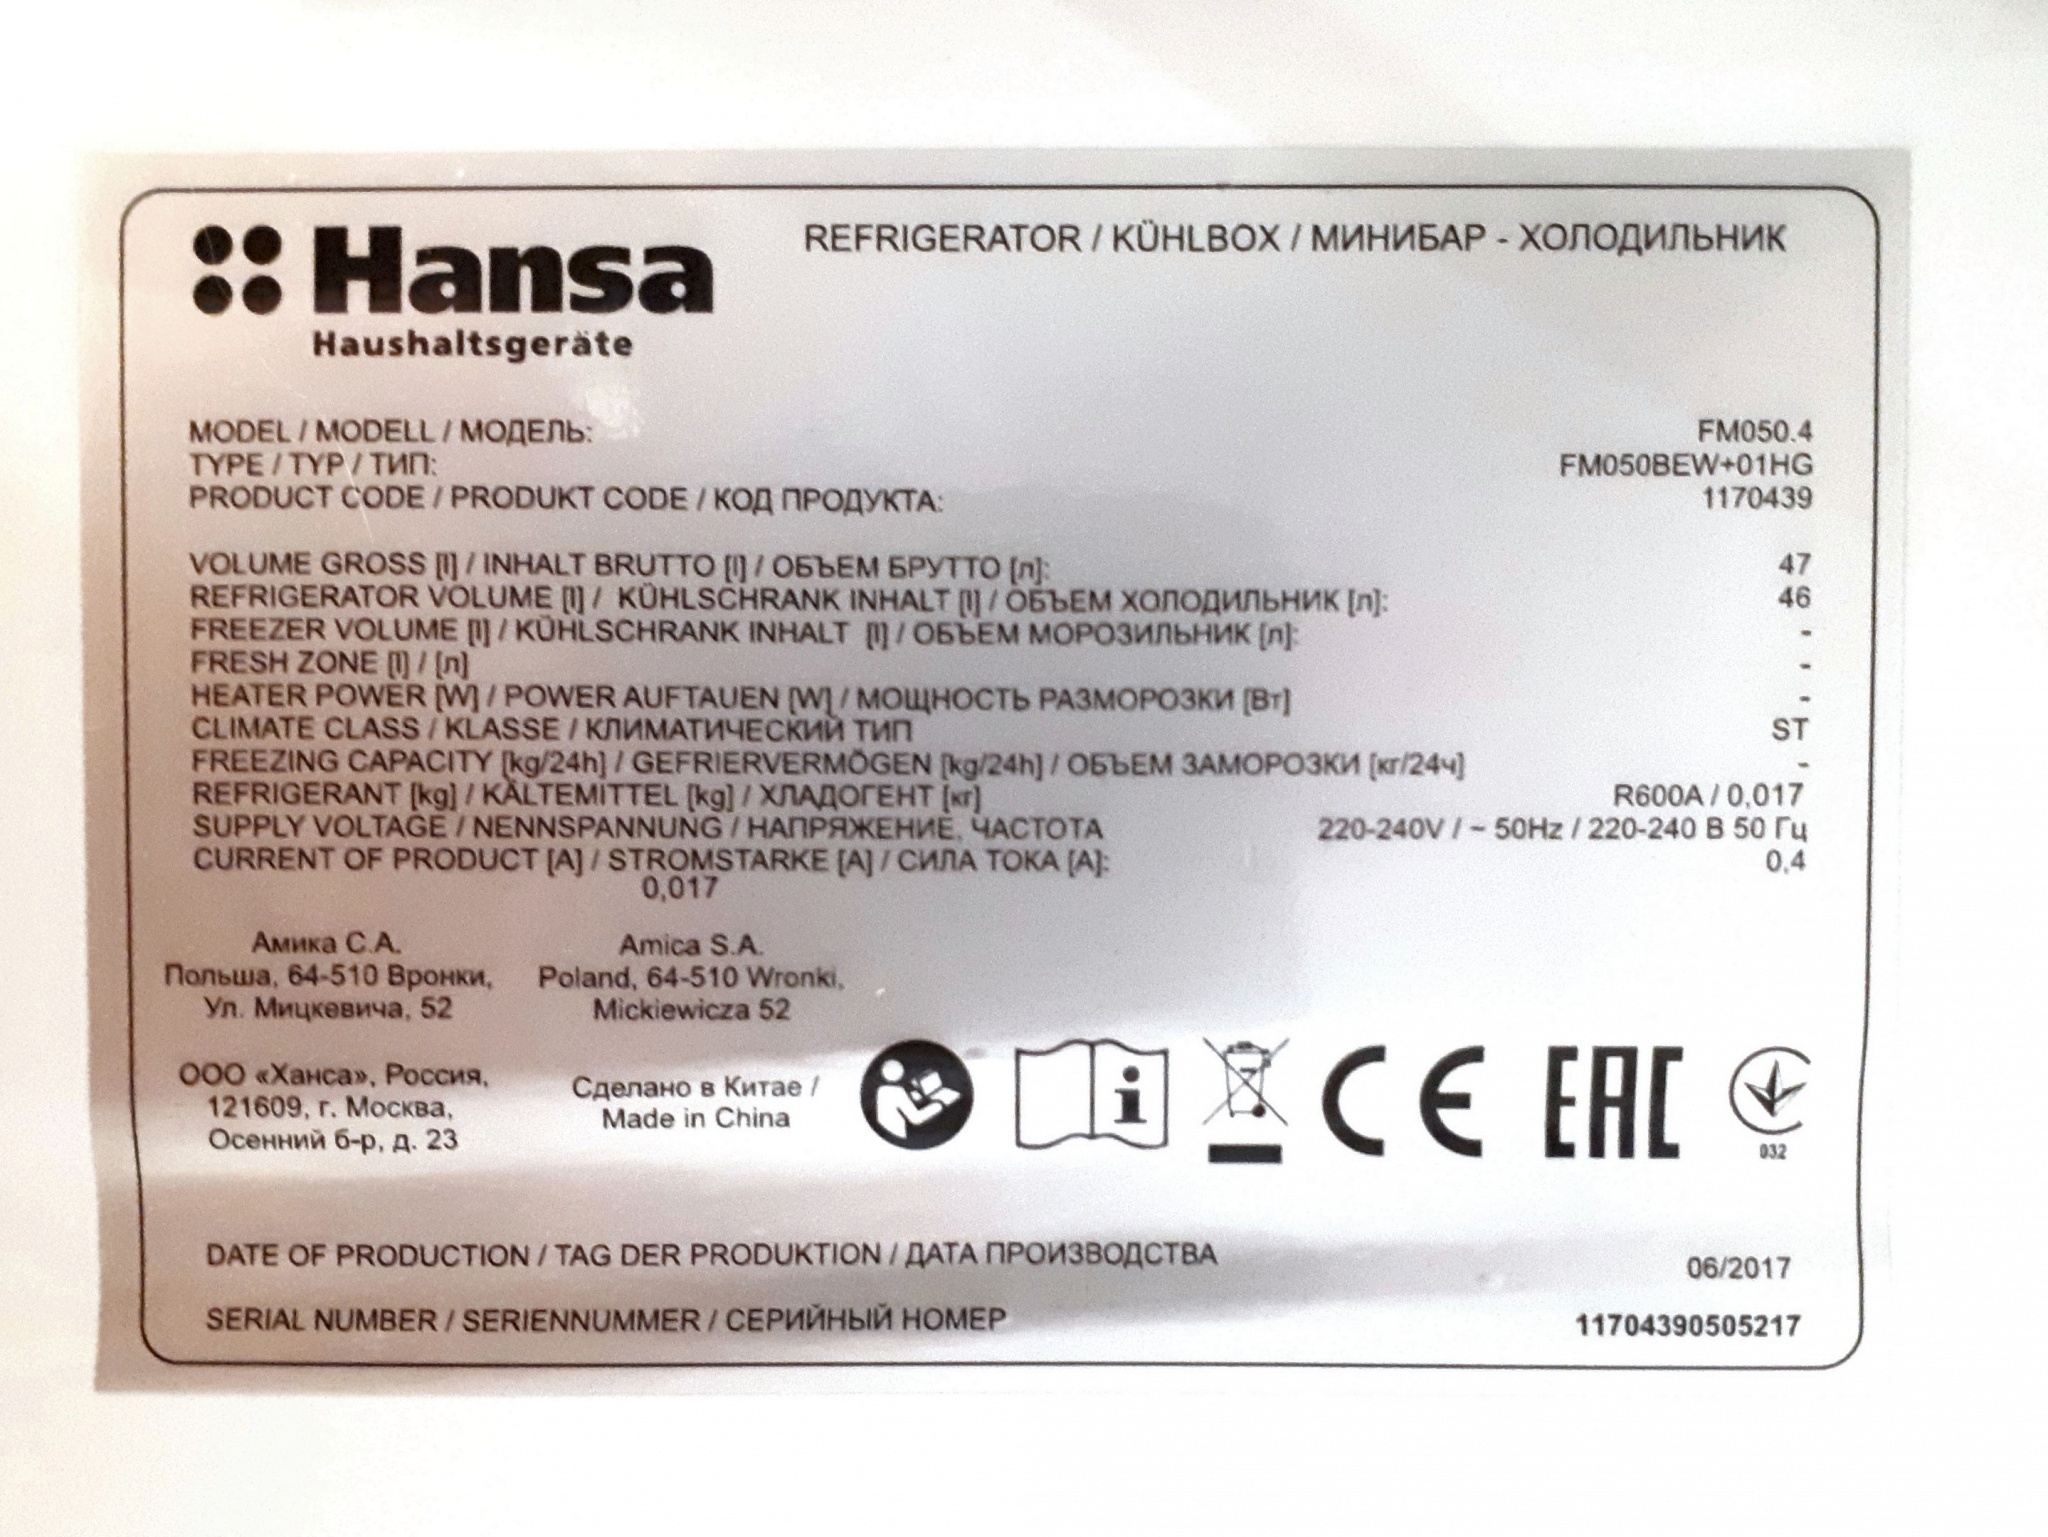 Hansa
Haushaltsgeräte
REFRIGERATOR / KÜHLBOX / МИНИБАР - ХОЛОДИЛЬНИК
MODEL / MODELL / МОДЕЛЬ: FM050.4
TYPE / TYP / ТИП: FM050BEW+01HG
PRODUCT CODE / PRODUKT CODE / КОД ПРОДУКТА: 1170439
VOLUME GROSS [l] / INHALT BRUTTO [l] / ОБЪЕМ БРУТТО [л]: 47
REFRIGERATOR VOLUME [l] / KÜHLSCHRANK INHALT [l] / ОБЪЕМ ХОЛОДИЛЬНИК [л]: 46
FREEZER VOLUME [l] / KÜHLSCHRANK INHALT [l] / ОБЪЕМ МОРОЗИЛЬНИК [л]: -
FRESH ZONE [l] / [л] -
HEATER POWER [W] / POWER AUFTAUEN [W] / МОЩНОСТЬ РАЗМОРОЗКИ [Вт] -
CLIMATE CLASS / KLASSE / КЛИМАТИЧЕСКИЙ ТИП ST
FREEZING CAPACITY [kg/24h] / GEFRIERVERMÖGEN [kg/24h] / ОБЪЕМ ЗАМОРОЗКИ [кг/24ч] -
REFRIGERANT [kg] / KÄLTEMITTEL [kg] / ХЛАДОГЕНТ [кг] R600A / 0,017
SUPPLY VOLTAGE / NENNSPANNUNG / НАПРЯЖЕНИЕ, ЧАСТОТА 220-240V / ~ 50Hz / 220-240 В 50 Гц
CURRENT OF PRODUCT [A] / STROMSTARKE [A] / СИЛА ТОКА [A]: 0,4
0,017
Амика С.А.
Польша, 64-510 Вронки,
Ул. Мицкевича, 52
Amica S.A.
Poland, 64-510 Wronki,
Mickiewicza 52
ООО «Ханса», Россия,
121609, г. Москва,
Осенний б-р, д. 23
Сделано в Китае /
Made in China
i
CE
EAC
032
DATE OF PRODUCTION / TAG DER PRODUKTION / ДАТА ПРОИЗВОДСТВА 06/2017
SERIAL NUMBER / SERIENNUMMER / СЕРИЙНЫЙ НОМЕР 11704390505217